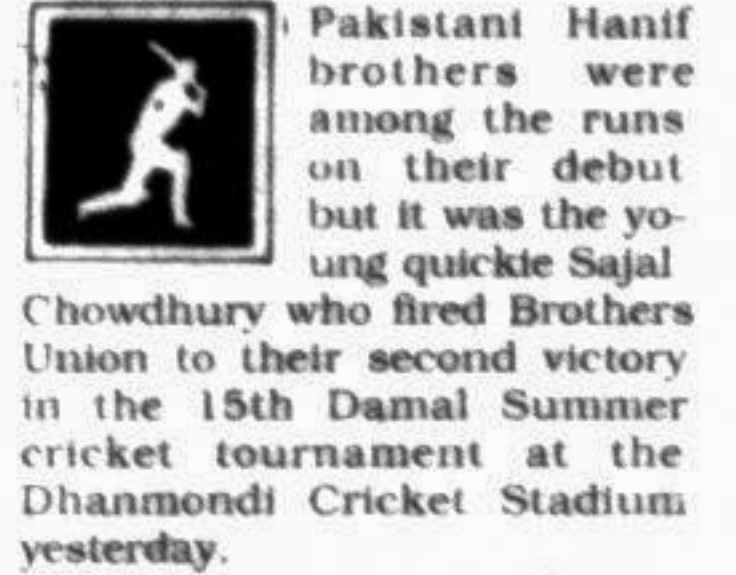 Pakistani Hanif
brothers were
among the runs
on their debut
but it was the yo-
ung quickie Sajal
Chowdhury who fired Brothers
Union to their second victory
in the 15th Damal Summer
cricket tournament at the
Dhanmondi Cricket Stadium
yesterday.